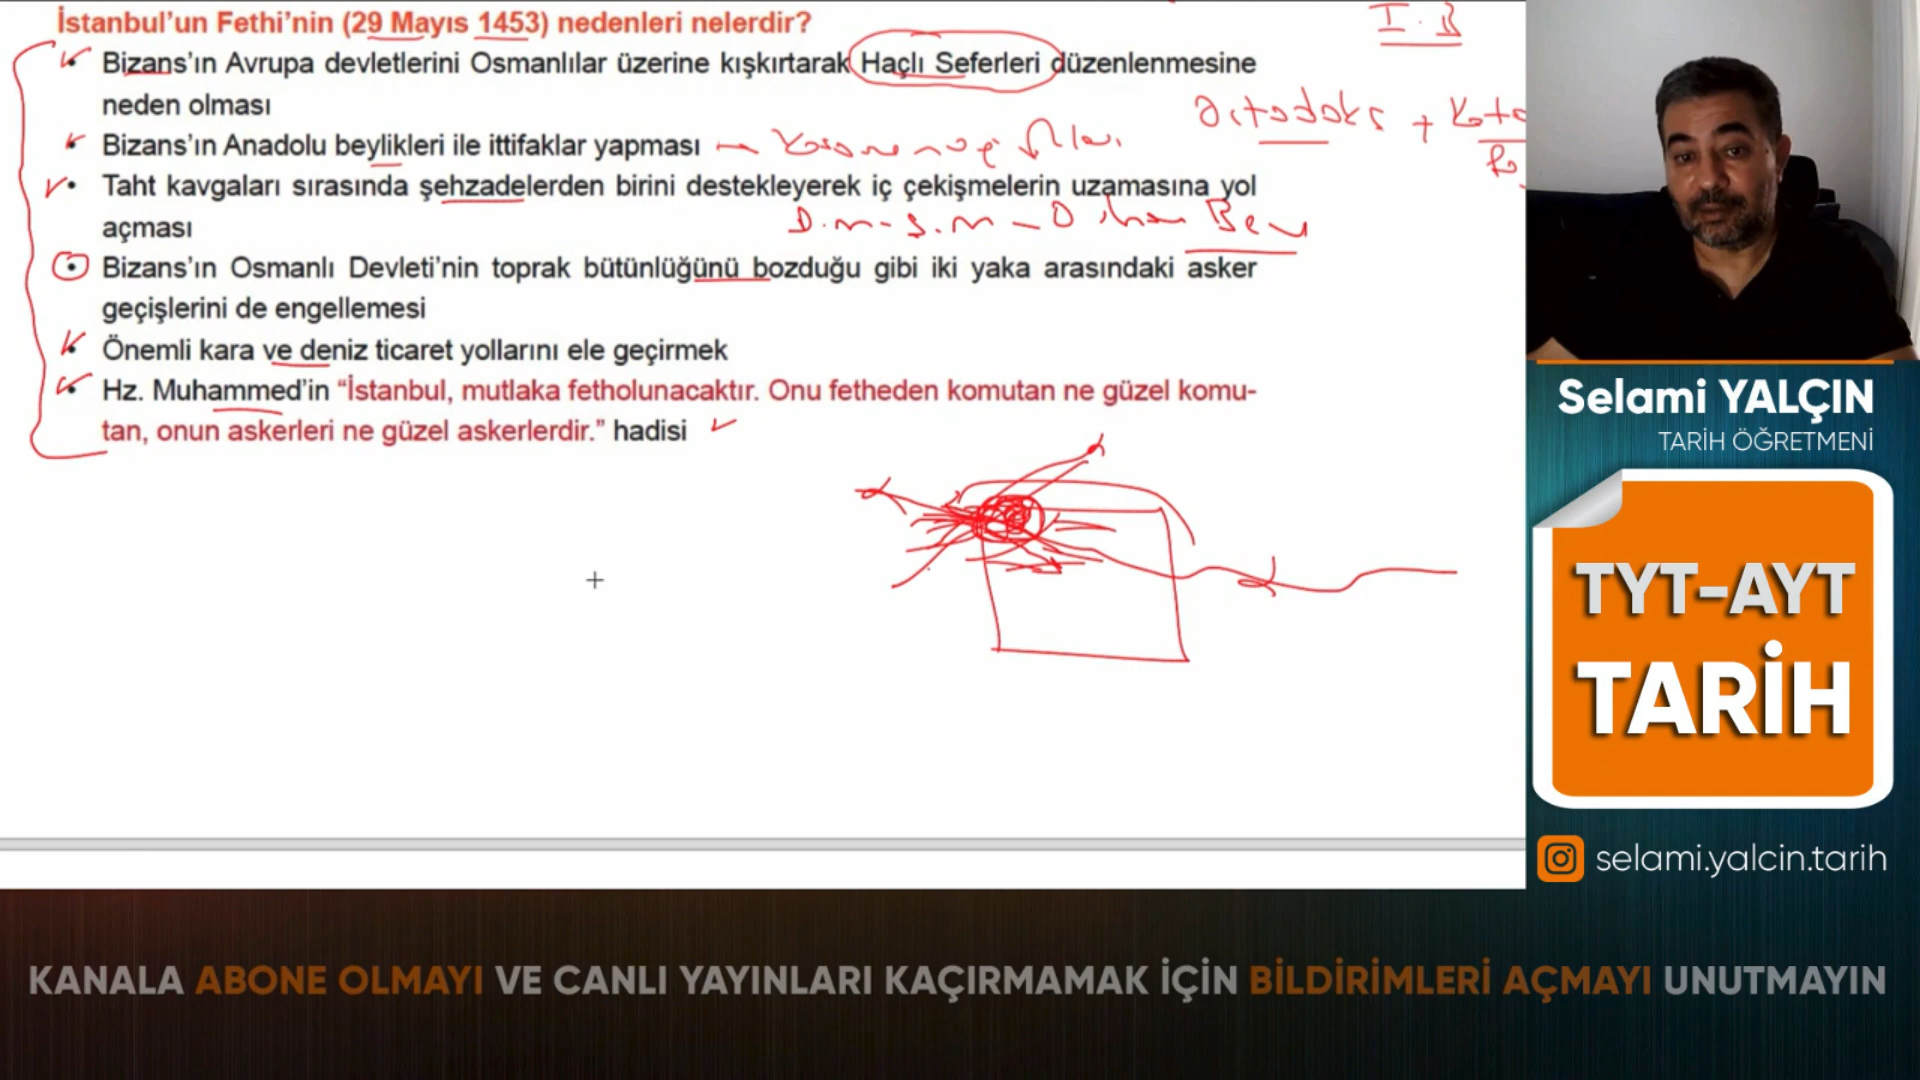 İstanbul'un Fethi'nin (29 Mayıs 1453) nedenleri nelerdir?
I. B
• Bizans'ın Avrupa devletlerini Osmanlılar üzerine kışkırtarak Haçlı Seferleri düzenlenmesine
neden olması
Ortodoks +
• Bizans'ın Anadolu beylikleri ile ittifaklar yapması
• Taht kavgaları sırasında şehzadelerden birini destekleyerek iç çekişmelerin uzamasına yol
açması
• Bizans'ın Osmanlı Devleti'nin toprak bütünlüğünü bozduğu gibi iki yaka arasındaki asker
geçişlerini de engellemesi
• Önemli kara ve deniz ticaret yollarını ele geçirmek
• Hz. Muhammed'in “İstanbul, mutlaka fetholunacaktır. Onu fetheden komutan ne güzel komu-
tan, onun askerleri ne güzel askerlerdir.” hadisi
Selami YALÇIN
TARİH ÖĞRETMENİ
TYT-AYT
TARİH
selami.yalcin.tarih
KANALA ABONE OLMAYI VE CANLI YAYINLARI KAÇIRMAMAK İÇİN BİLDİRİMLERİ AÇMAYI UNUTMAYIN